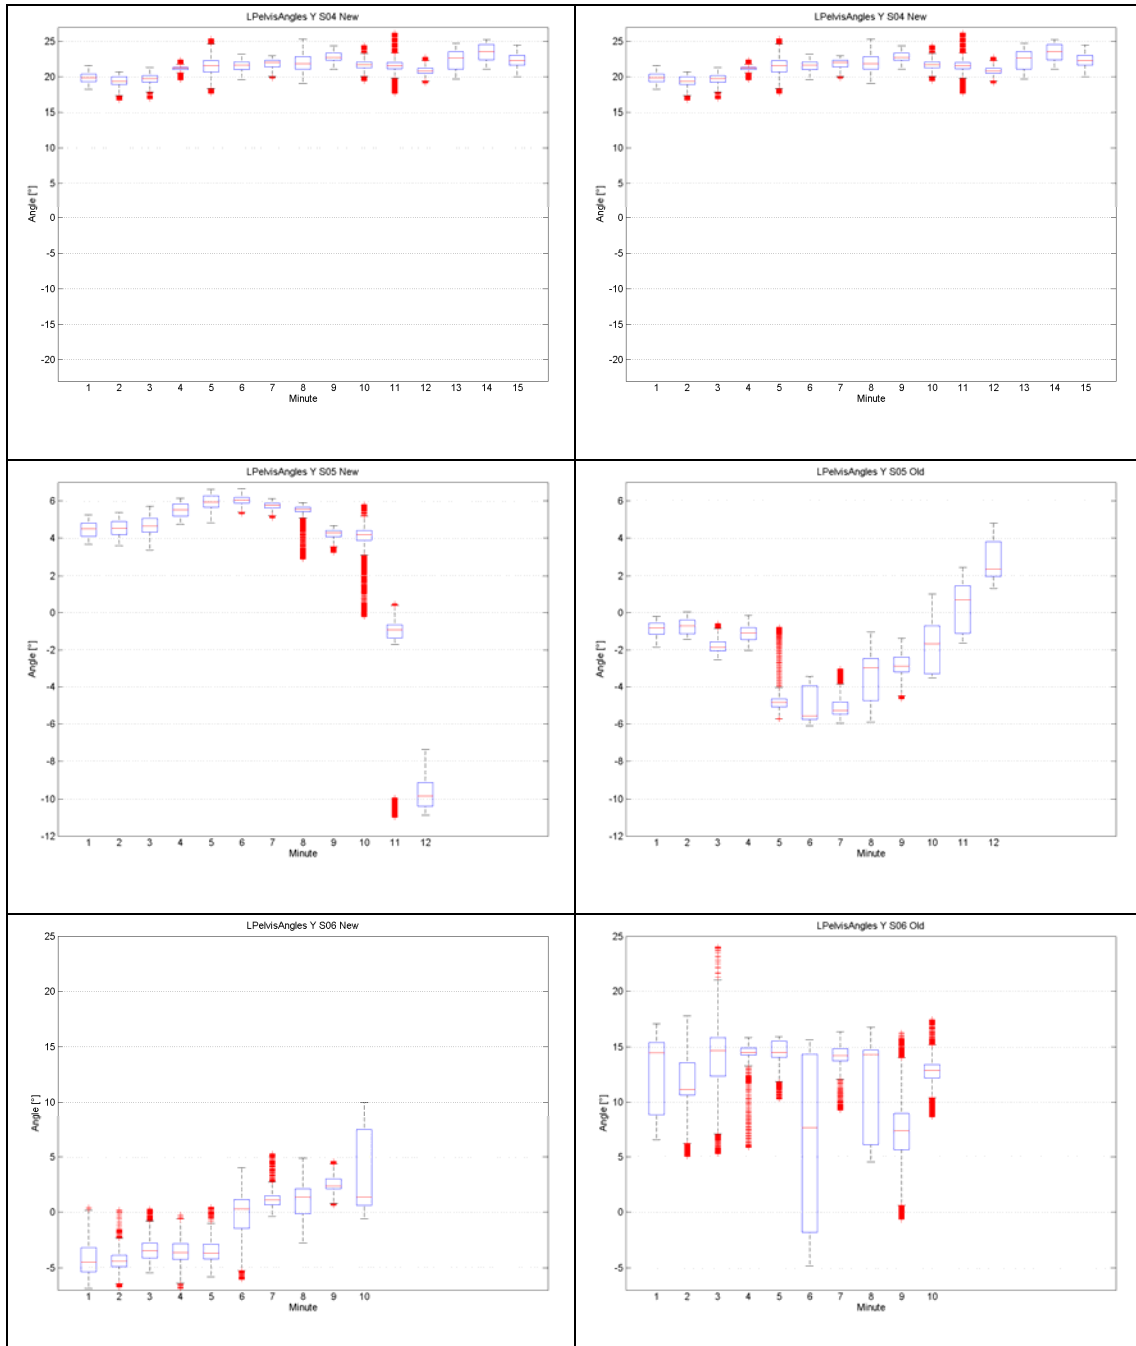 LPelvisAngles Y S04 New
25
20
15
10
5
0
-5
-10
-15
-20
Angle [°]
1 2 3 4 5 6 7 8 9 10 11 12 13 14 15
Minute
LPelvisAngles Y S04 New
25
20
15
10
5
0
-5
-10
-15
-20
Angle [°]
1 2 3 4 5 6 7 8 9 10 11 12 13 14 15
Minute
LPelvisAngles Y S05 New
6
4
2
0
-2
-4
-6
-8
-10
-12
Angle [°]
1 2 3 4 5 6 7 8 9 10 11 12
Minute
LPelvisAngles Y S05 Old
6
4
2
0
-2
-4
-6
-8
-10
-12
Angle [°]
1 2 3 4 5 6 7 8 9 10 11 12
Minute
LPelvisAngles Y S06 New
25
20
15
10
5
0
-5
Angle [°]
1 2 3 4 5 6 7 8 9 10
Minute
LPelvisAngles Y S06 Old
25
20
15
10
5
0
-5
Angle [°]
1 2 3 4 5 6 7 8 9 10
Minute